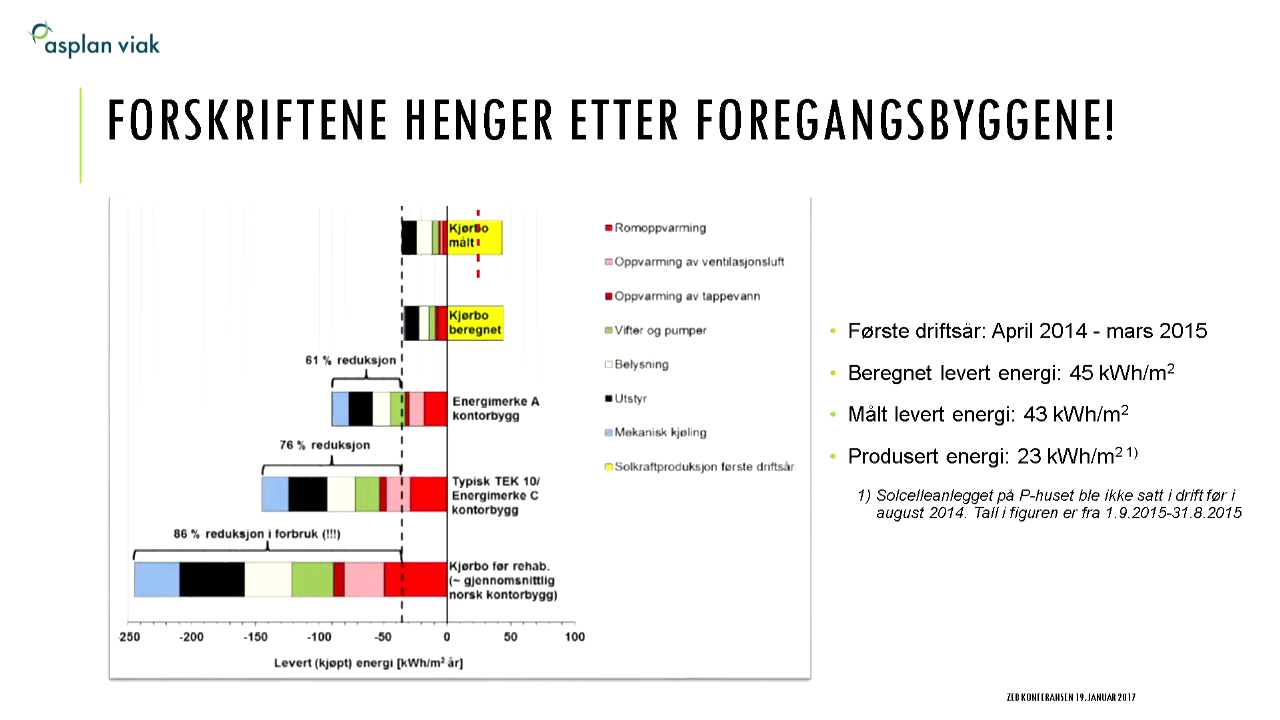 asplan viak
FORSKRIFTENE HENGER ETTER FOREGANGSBYGGENE!
Kjørbo
målt
Kjørbo
beregnet
61 % reduksjon
Energimerke A
kontorbygg
76 % reduksjon
Typisk TEK 10/
Energimerke C
kontorbygg
86 % reduksjon i forbruk (!!!)
Kjørbo før rehab.
(~ gjennomsnittlig
norsk kontorbygg)
250 -200 -150 -100 -50 0 50 100
Levert (kjøpt) energi [kWh/m² år]
Romoppvarming
Oppvarming av ventilasjonsluft
Oppvarming av tappevann
Vifter og pumper
Belysning
Utstyr
Mekanisk kjøling
Solkraftproduksjon første driftsår
• Første driftsår: April 2014 - mars 2015
• Beregnet levert energi: 45 kWh/m²
• Målt levert energi: 43 kWh/m²
• Produsert energi: 23 kWh/m² 1)
1) Solcelleanlegget på P-huset ble ikke satt i drift før i
august 2014. Tall i figuren er fra 1.9.2015-31.8.2015
ZEB KONFERANSEN 19. JANUAR 2017